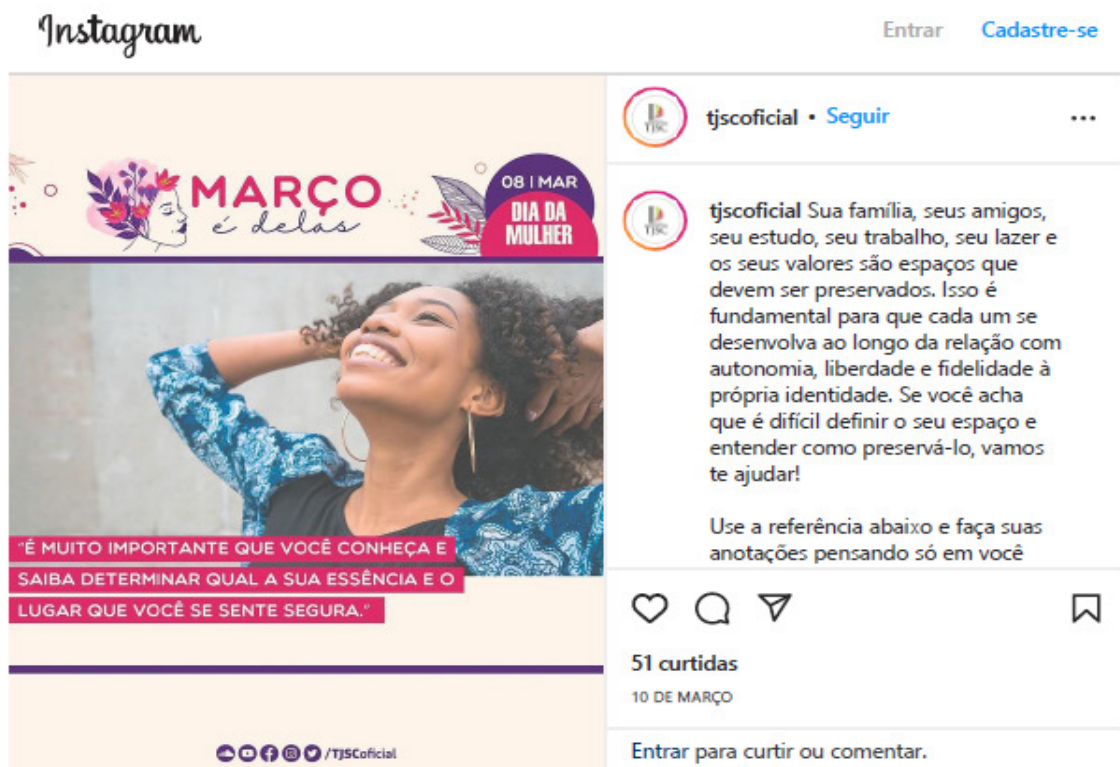 Instagram
Entrar Cadastre-se
MARÇO
é delas
08 | MAR
DIA DA
MULHER
"É MUITO IMPORTANTE QUE VOCÊ CONHEÇA E
SAIBA DETERMINAR QUAL A SUA ESSÊNCIA E O
LUGAR QUE VOCÊ SE SENTE SEGURA."
/TJSCoficial
TJSC
tjscoficial • Seguir
TJSC
tjscoficial Sua família, seus amigos,
seu estudo, seu trabalho, seu lazer e
os seus valores são espaços que
devem ser preservados. Isso é
fundamental para que cada um se
desenvolva ao longo da relação com
autonomia, liberdade e fidelidade à
própria identidade. Se você acha
que é difícil definir o seu espaço e
entender como preservá-lo, vamos
te ajudar!
Use a referência abaixo e faça suas
anotações pensando só em você
51 curtidas
10 DE MARÇO
Entrar para curtir ou comentar.